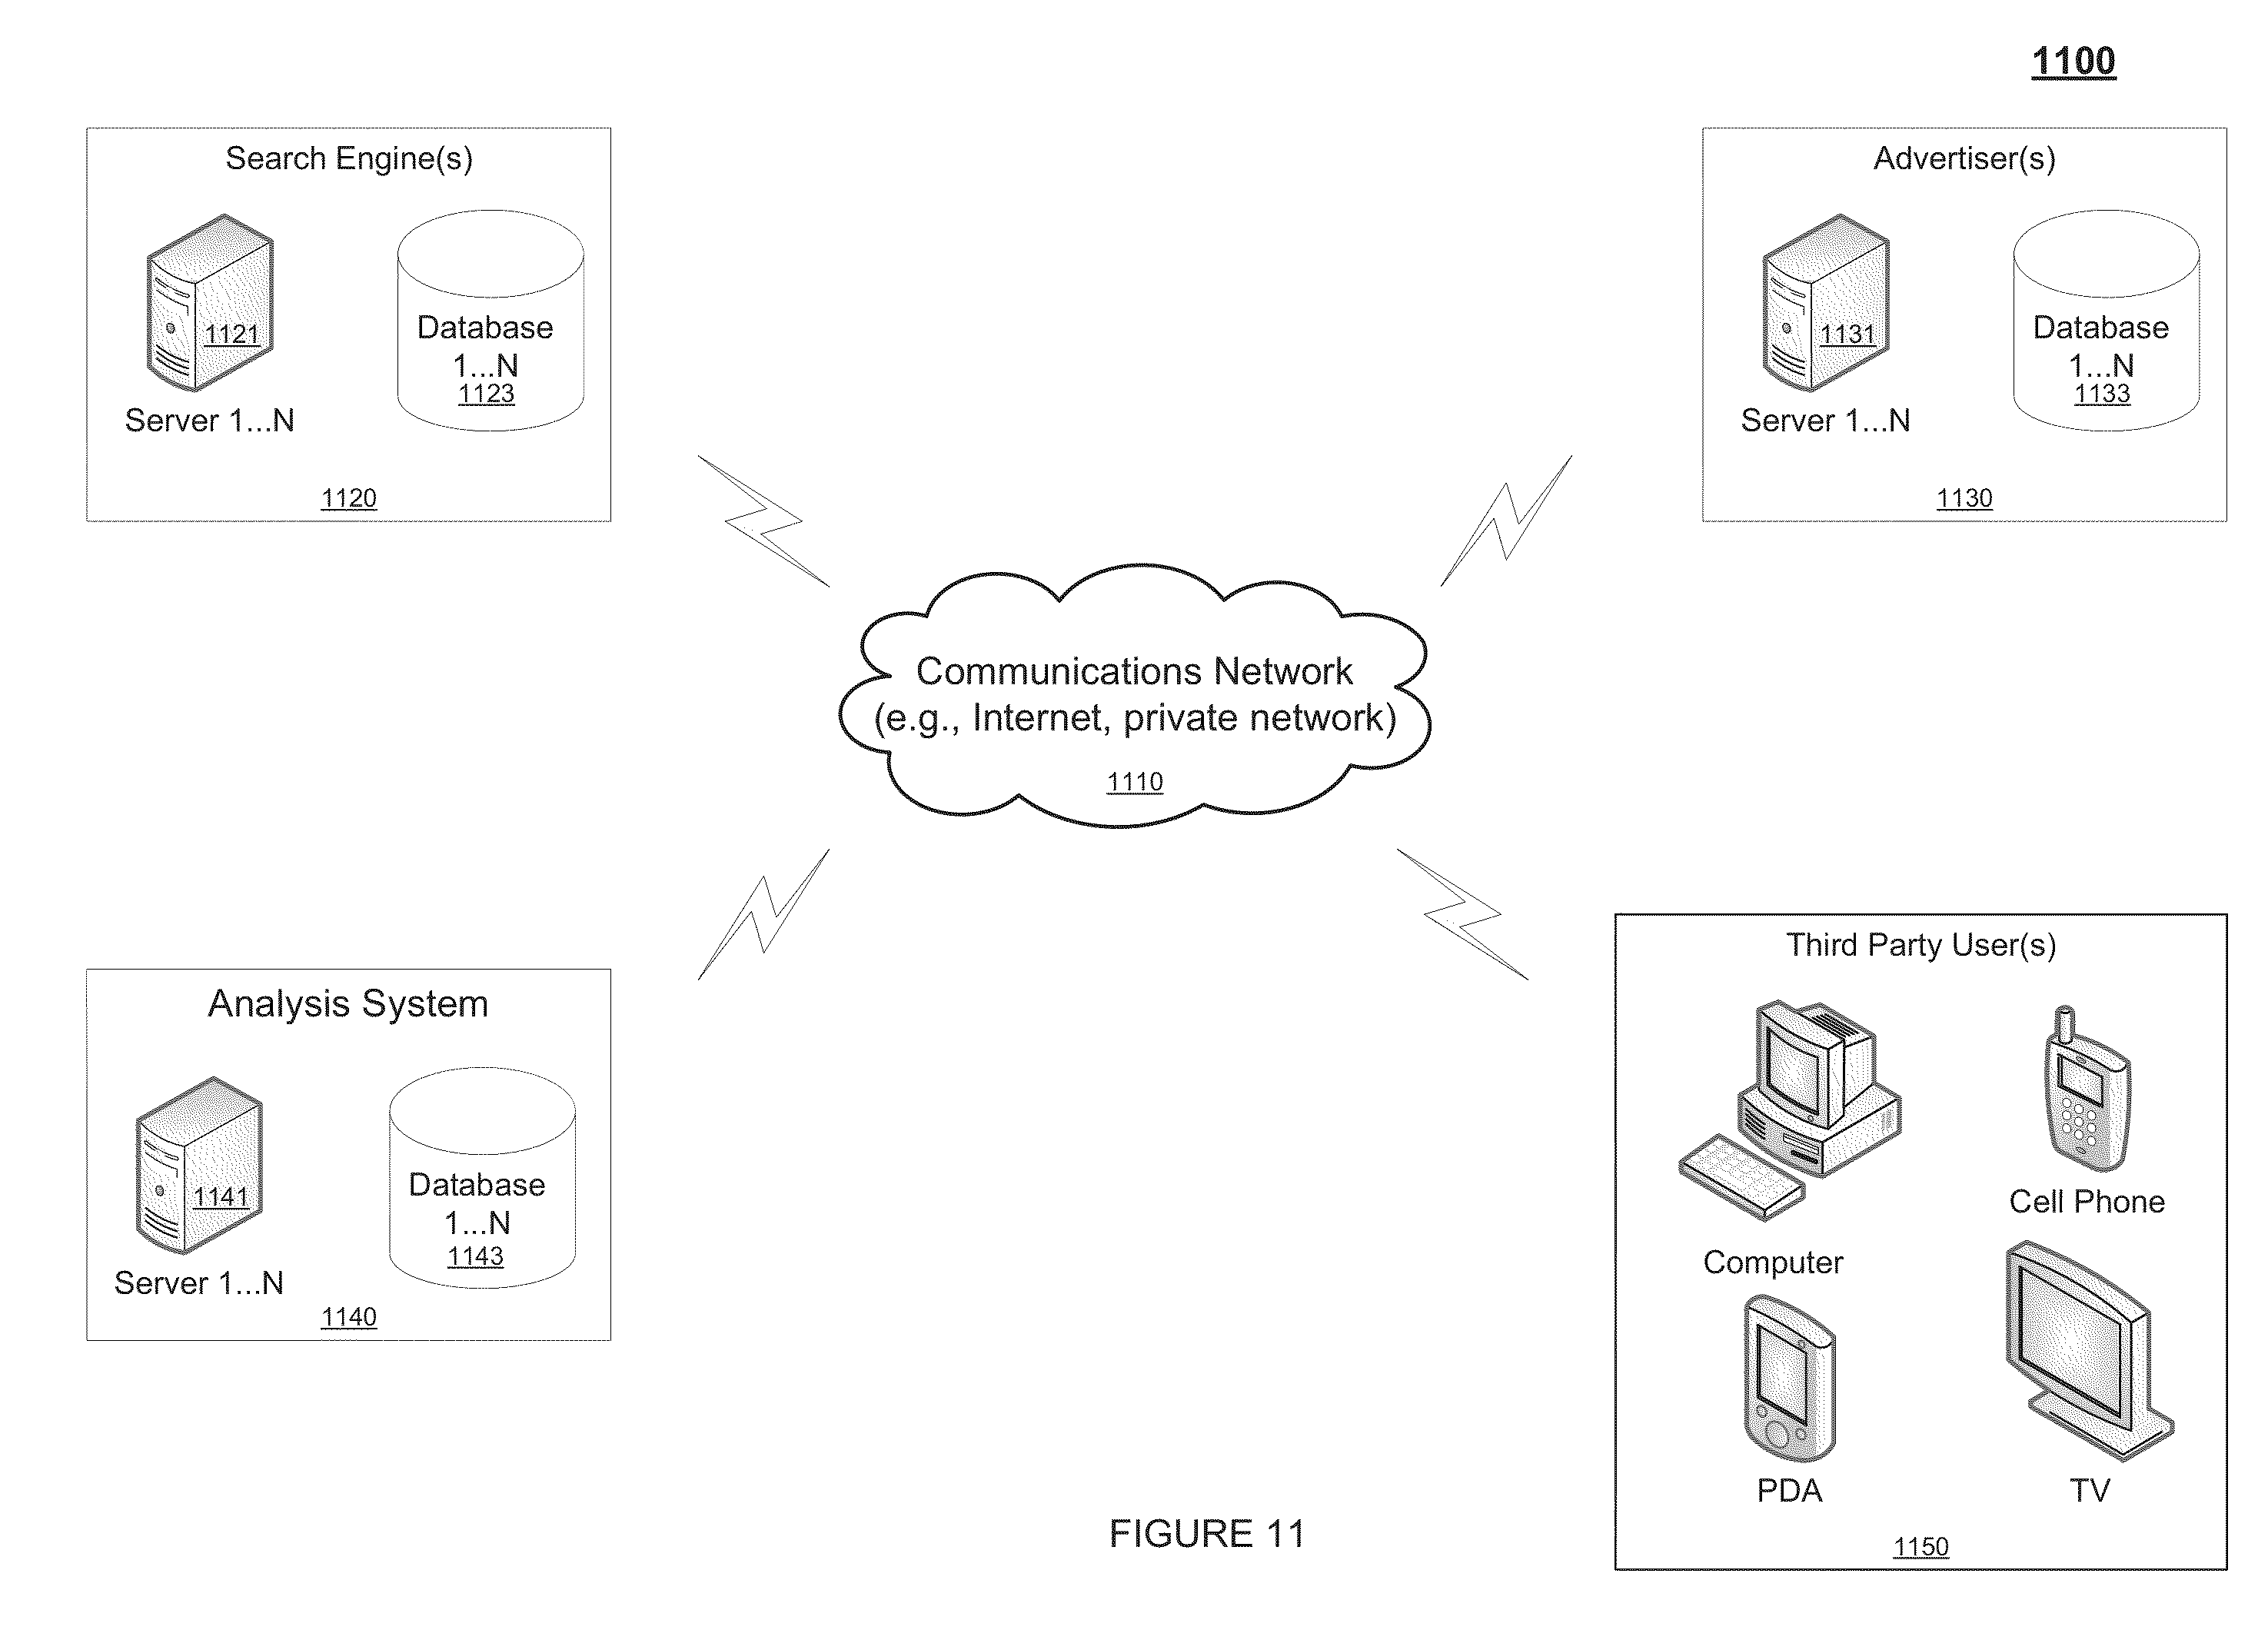 1100
Search Engine(s)
1121
Server 1...N
Database
1...N
1123
1120
Advertiser(s)
1131
Server 1...N
Database
1...N
1133
1130
Communications Network
(e.g., Internet, private network)
1110
Analysis System
1141
Server 1...N
Database
1...N
1143
1140
Third Party User(s)
Computer
Cell Phone
PDA
TV
1150
FIGURE 11